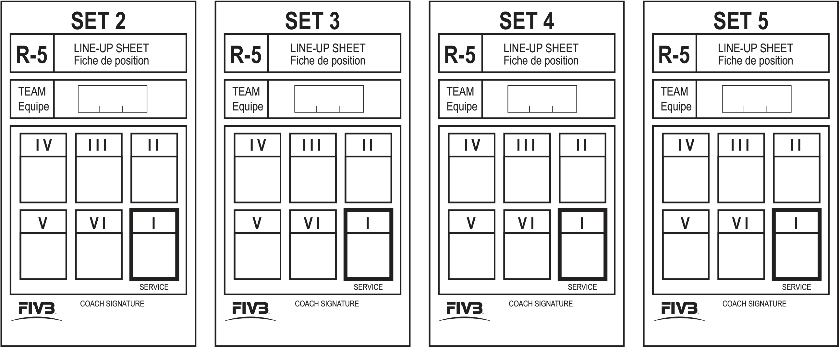 SET 2
R-5
LINE-UP SHEET
Fiche de position
TEAM
Equipe
IV III II
V VI I
SERVICE
FIVB
COACH SIGNATURE
SET 3
R-5
LINE-UP SHEET
Fiche de position
TEAM
Equipe
IV III II
V VI I
SERVICE
FIVB
COACH SIGNATURE
SET 4
R-5
LINE-UP SHEET
Fiche de position
TEAM
Equipe
IV III II
V VI I
SERVICE
FIVB
COACH SIGNATURE
SET 5
R-5
LINE-UP SHEET
Fiche de position
TEAM
Equipe
IV III II
V VI I
SERVICE
FIVB
COACH SIGNATURE